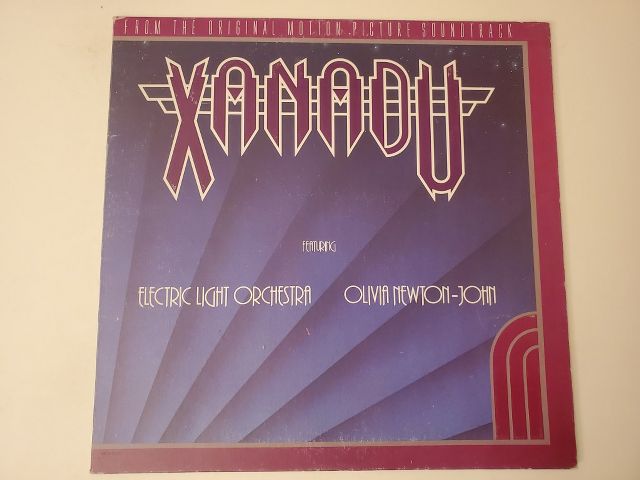 FROM THE ORIGINAL MOTION PICTURE SOUNDTRACK
XANADU
FEATURING
ELECTRIC LIGHT ORCHESTRA OLIVIA NEWTON-JOHN